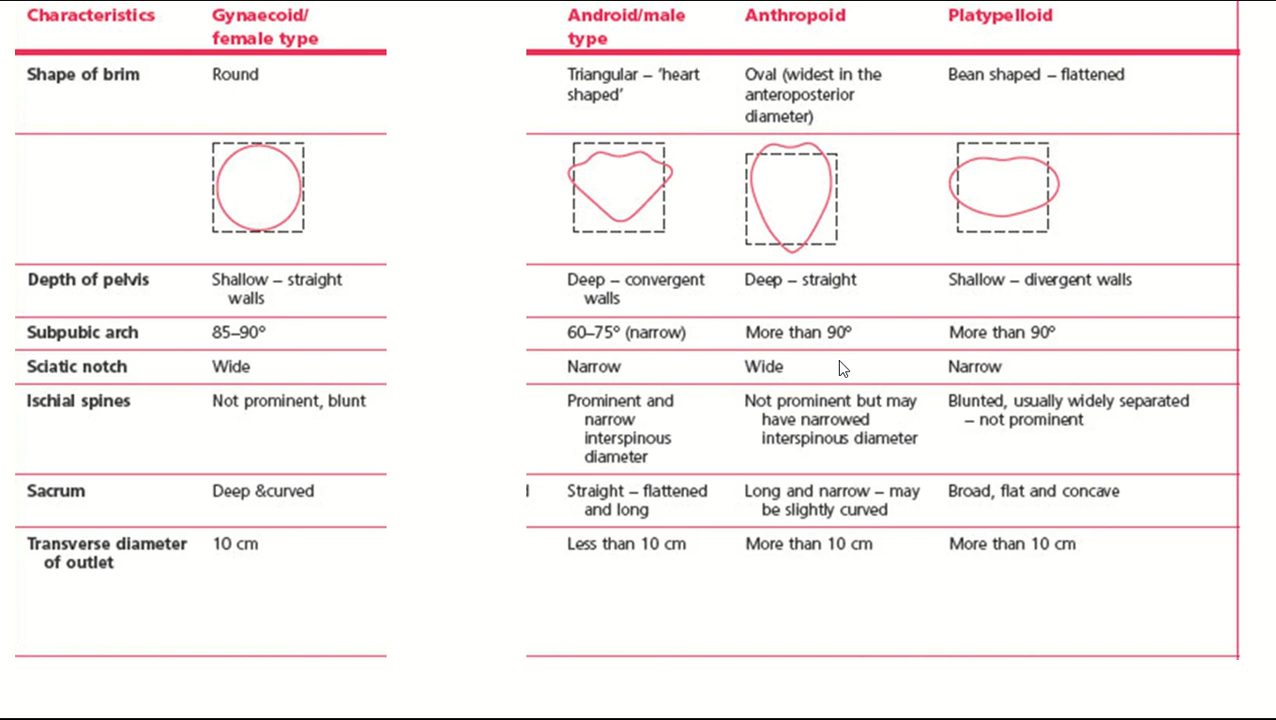 Characteristics Gynaecoid/ Android/male Anthropoid Platypelloid
female type type
Shape of brim Round Triangular – ‘heart Oval (widest in the Bean shaped – flattened
shaped’ anteroposterior
diameter)
Depth of pelvis Shallow – straight Deep – convergent Deep – straight Shallow – divergent walls
walls walls
Subpubic arch 85–90° 60–75° (narrow) More than 90° More than 90°
Sciatic notch Wide Narrow Wide Narrow
Ischial spines Not prominent, blunt Prominent and Not prominent but may Blunted, usually widely separated
narrow have narrowed – not prominent
interspinous interspinous diameter
diameter
Sacrum Deep &curved Straight – flattened Long and narrow – may Broad, flat and concave
and long be slightly curved
Transverse diameter 10 cm Less than 10 cm More than 10 cm More than 10 cm
of outlet